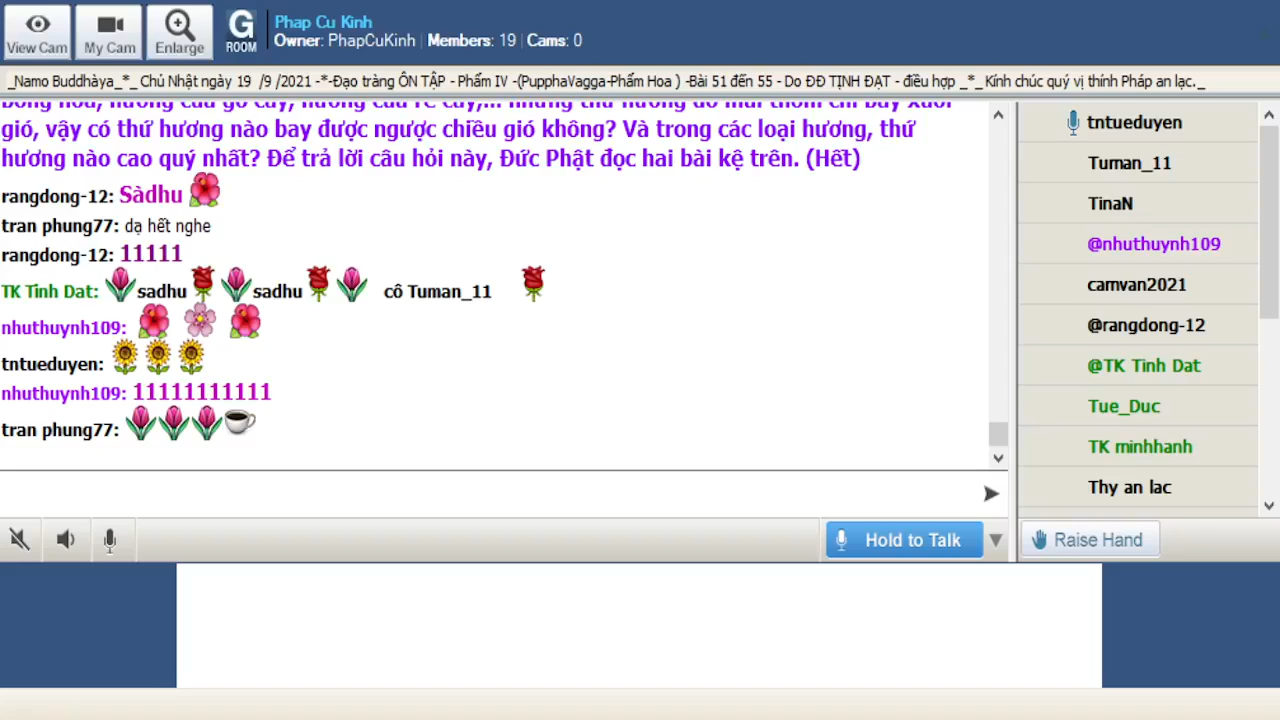 View Cam
My Cam
Enlarge
G
ROOM
Phap Cu Kinh
Owner: PhapCuKinh | Members: 19 | Cams: 0
_Namo Buddhàya_*_ Chủ Nhật ngày 19 /9 /2021 -*-Đạo tràng ÔN TẬP - Phẩm IV -(PupphaVagga-Phẩm Hoa ) -Bài 51 đến 55 - Do ĐĐ TỊNH ĐẠT - điều hợp _*_ Kính chúc quý vị thính Pháp an lạc._
gió, vậy có thứ hương nào bay được ngược chiều gió không? Và trong các loại hương, thứ
hương nào cao quý nhất? Để trả lời câu hỏi này, Đức Phật đọc hai bài kệ trên. (Hết)
rangdong-12: Sàdhu
tran phung77: dạ hết nghe
rangdong-12: 11111
TK Tinh Dat: sadhu sadhu cô Tuman_11
nhuthuynh109:
tntueduyen:
nhuthuynh109: 11111111111
tran phung77:
tntueduyen
Tuman_11
TinaN
@nhuthuynh109
camvan2021
@rangdong-12
@TK Tinh Dat
Tue_Duc
TK minhhanh
Thy an lac
Hold to Talk
Raise Hand